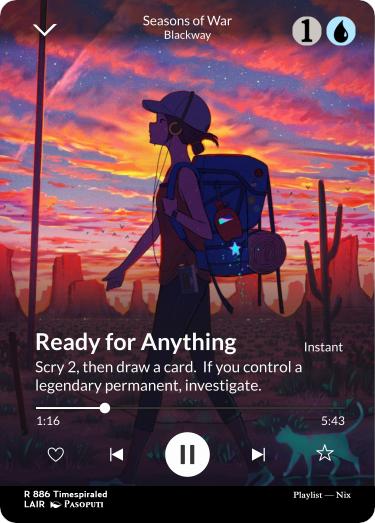 Seasons of War
Blackway
1
Ready for Anything
Instant
Scry 2, then draw a card. If you control a
legendary permanent, investigate.
1:16
5:43
R 886 Timespiraled
Playlist — Nix
LAIR Pasoputi